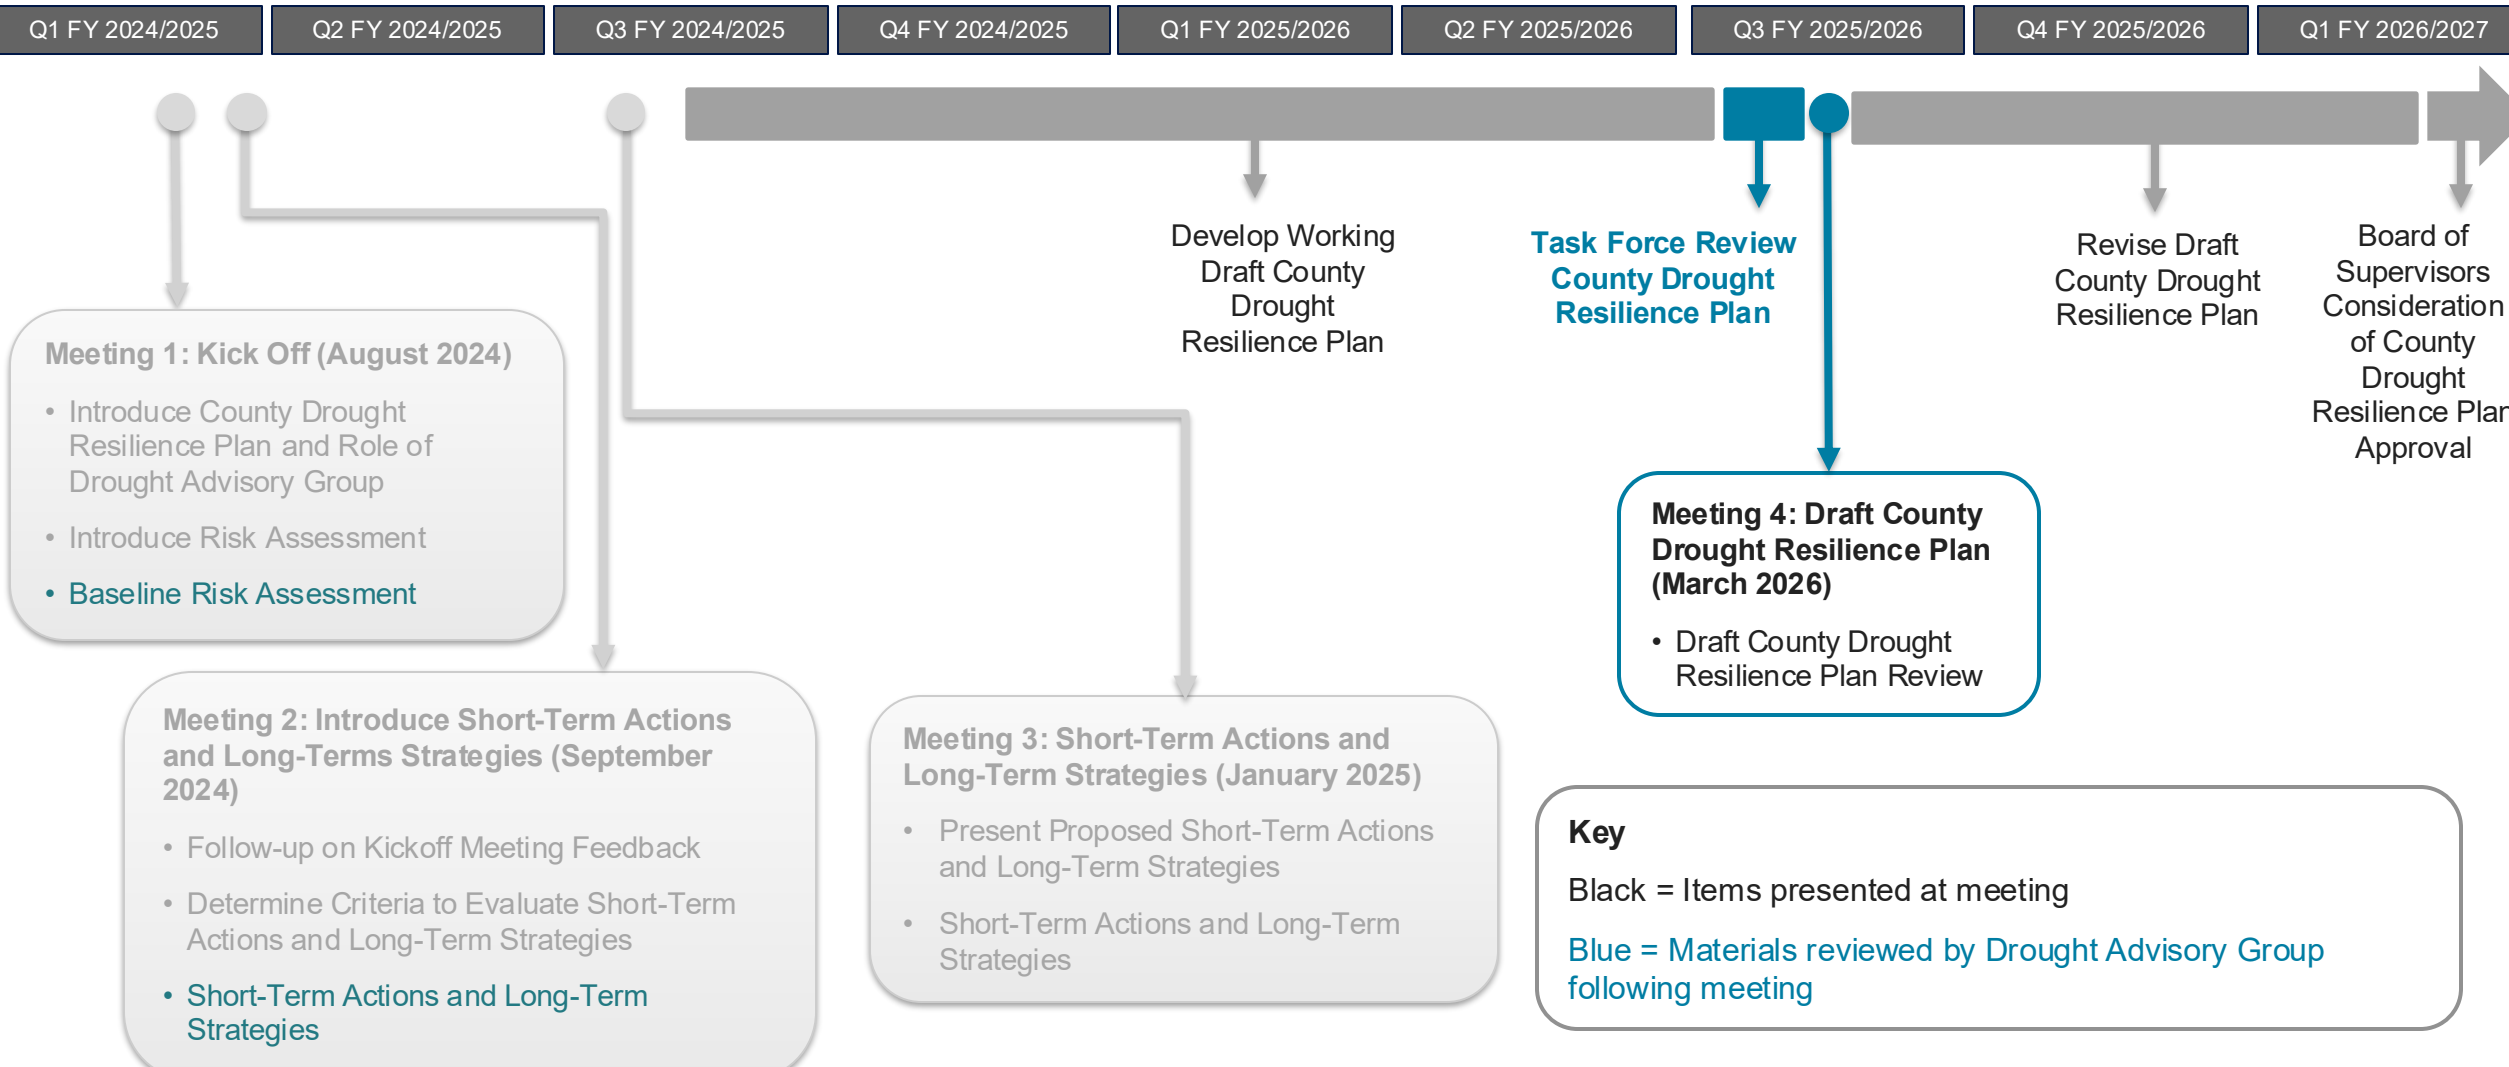 Q1 FY 2024/2025
Q2 FY 2024/2025
Q3 FY 2024/2025
Q4 FY 2024/2025
Q1 FY 2025/2026
Q2 FY 2025/2026
Q3 FY 2025/2026
Q4 FY 2025/2026
Q1 FY 2026/2027
Develop Working
Draft County
Drought
Resilience Plan
Task Force Review
County Drought
Resilience Plan
Revise Draft
County Drought
Resilience Plan
Board of
Supervisors
Consideration
of County
Drought
Resilience Plan
Approval
Meeting 1: Kick Off (August 2024)
• Introduce County Drought
Resilience Plan and Role of
Drought Advisory Group
• Introduce Risk Assessment
• Baseline Risk Assessment
Meeting 2: Introduce Short-Term Actions
and Long-Terms Strategies (September
2024)
• Follow-up on Kickoff Meeting Feedback
• Determine Criteria to Evaluate Short-Term
Actions and Long-Term Strategies
• Short-Term Actions and Long-Term
Strategies
Meeting 3: Short-Term Actions and
Long-Term Strategies (January 2025)
• Present Proposed Short-Term Actions
and Long-Term Strategies
• Short-Term Actions and Long-Term
Strategies
Meeting 4: Draft County
Drought Resilience Plan
(March 2026)
• Draft County Drought
Resilience Plan Review
Key
Black = Items presented at meeting
Blue = Materials reviewed by Drought Advisory Group
following meeting